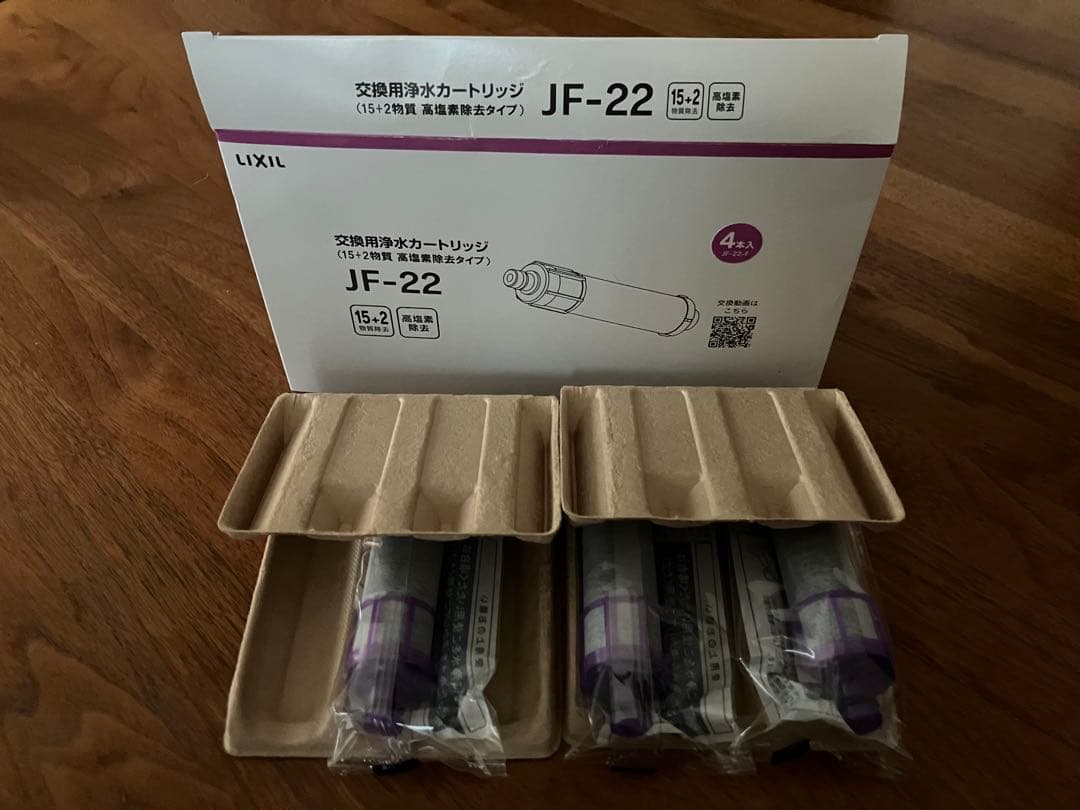 交換用浄水カートリッジ
（15+2物質 高塩素除去タイプ）
JF-22
15+2
物質除去
高塩素
除去
LIXIL
交換用浄水カートリッジ
（15+2物質 高塩素除去タイプ）
JF-22
15+2
物質除去
高塩素
除去
4本入
JF-22-F
交換動画は
こちら